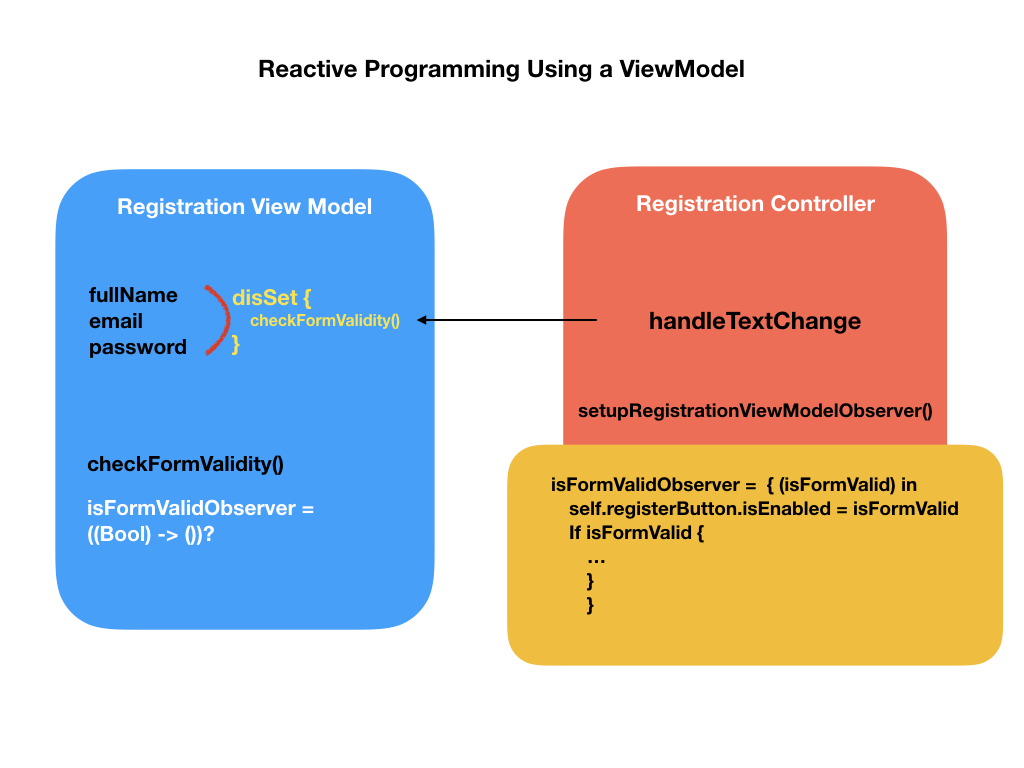 Reactive Programming Using a ViewModel
Registration View Model
fullName
email
password
disSet {
checkFormValidity()
}
checkFormValidity()
isFormValidObserver =
((Bool) -> ())?
Registration Controller
handleTextChange
setupRegistrationViewModelObserver()
isFormValidObserver = { (isFormValid) in
self.registerButton.isEnabled = isFormValid
If isFormValid {
...
}
}